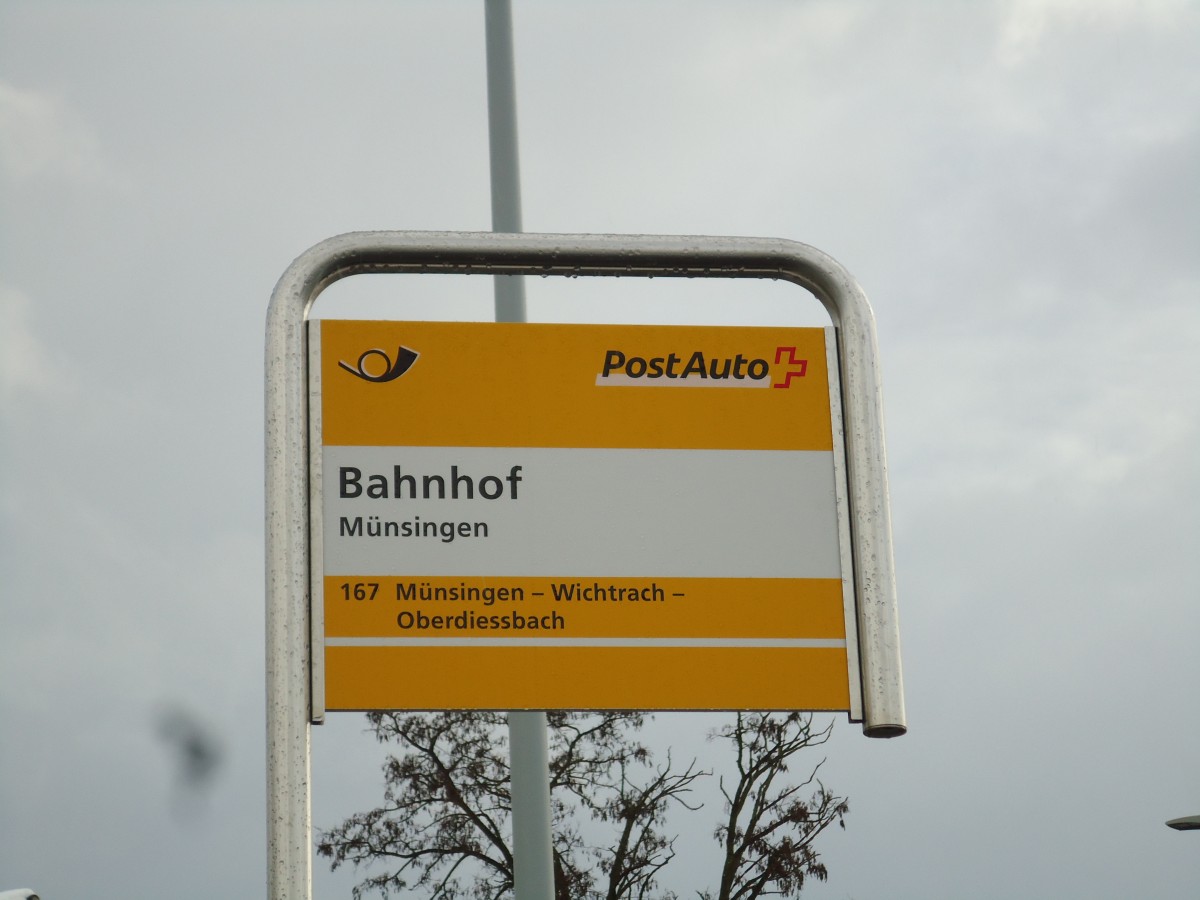 PostAuto
Bahnhof
Münsingen
167 Münsingen – Wichtrach –
Oberdiessbach